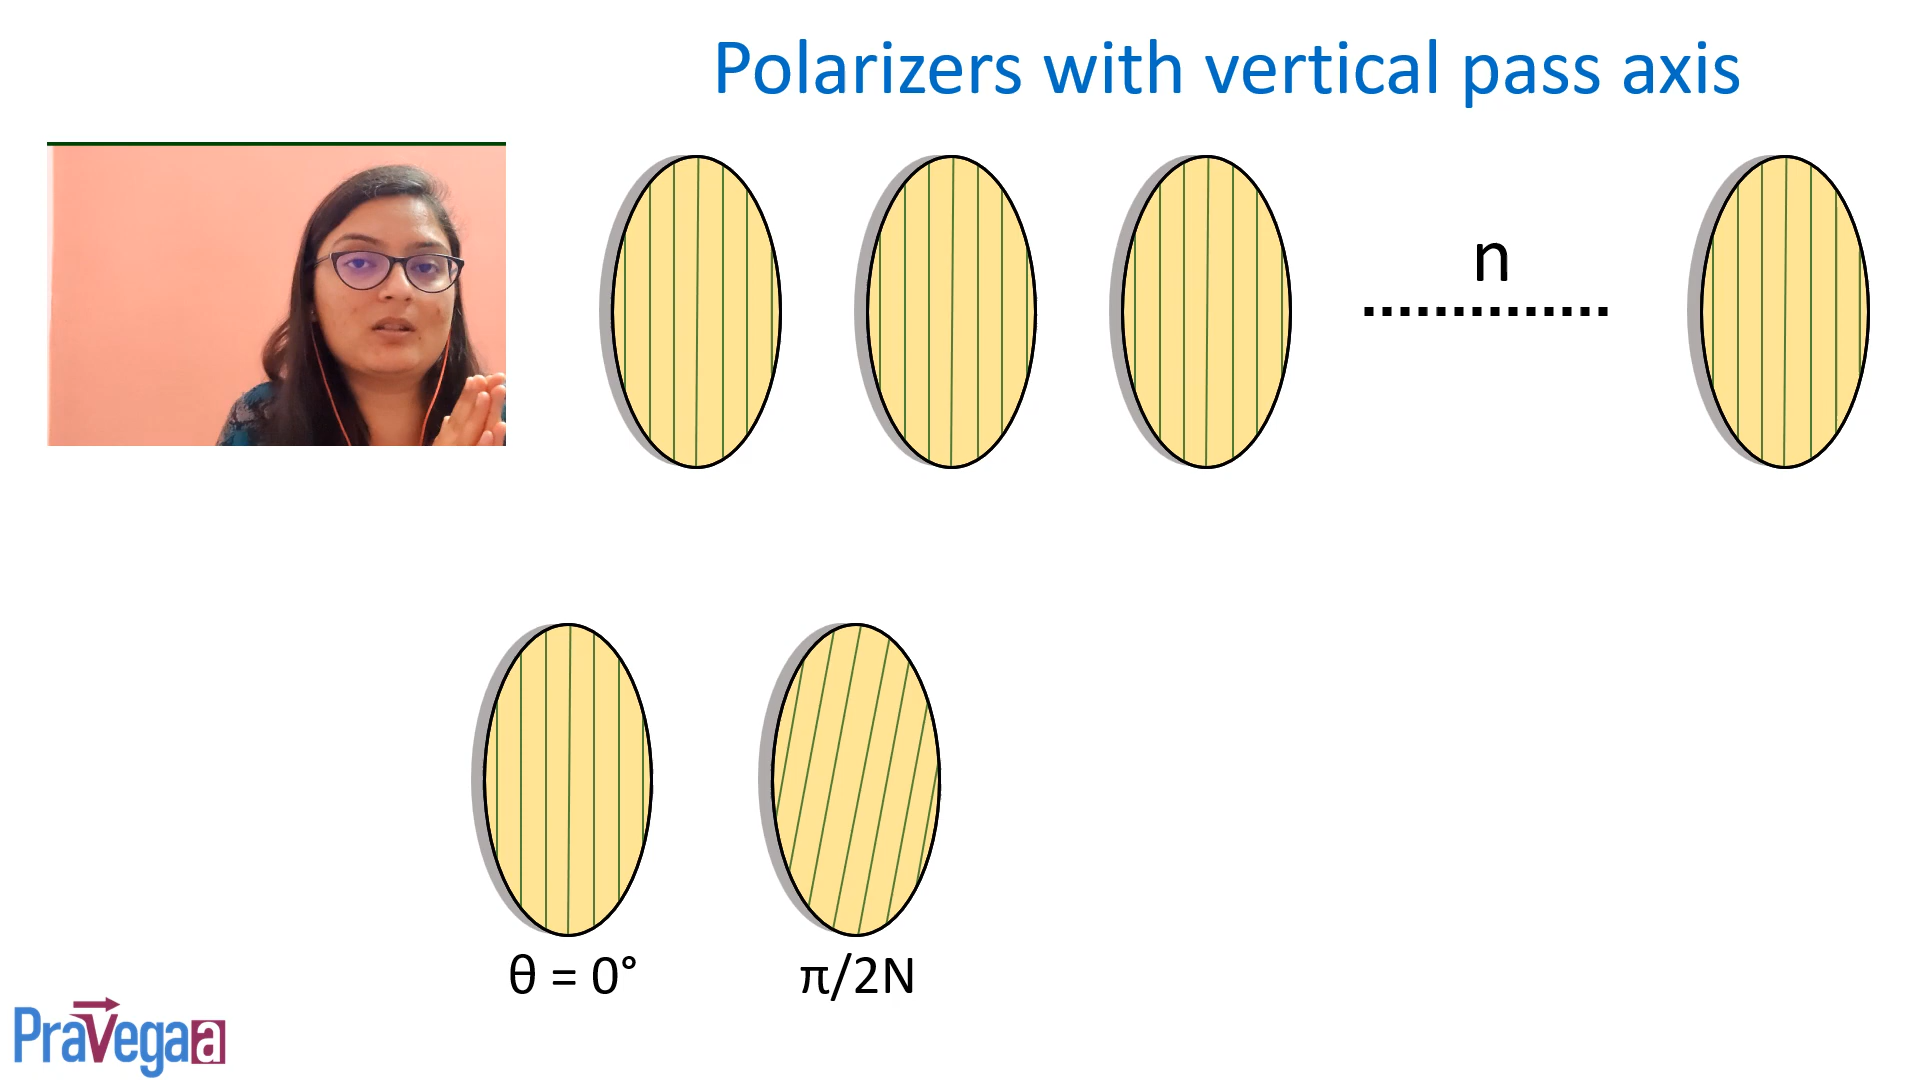 Polarizers with vertical pass axis
n
θ = 0°
π/2N
PraVegaa